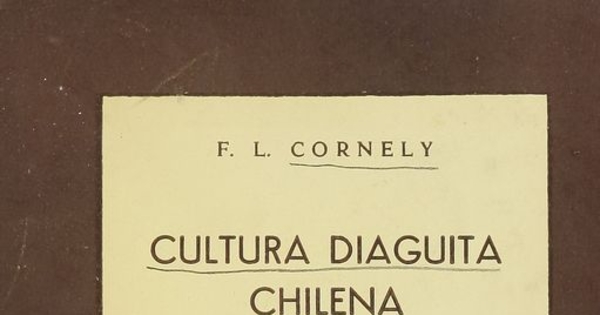 F. L. CORNELY
CULTURA DIAGUITA
CHILENA